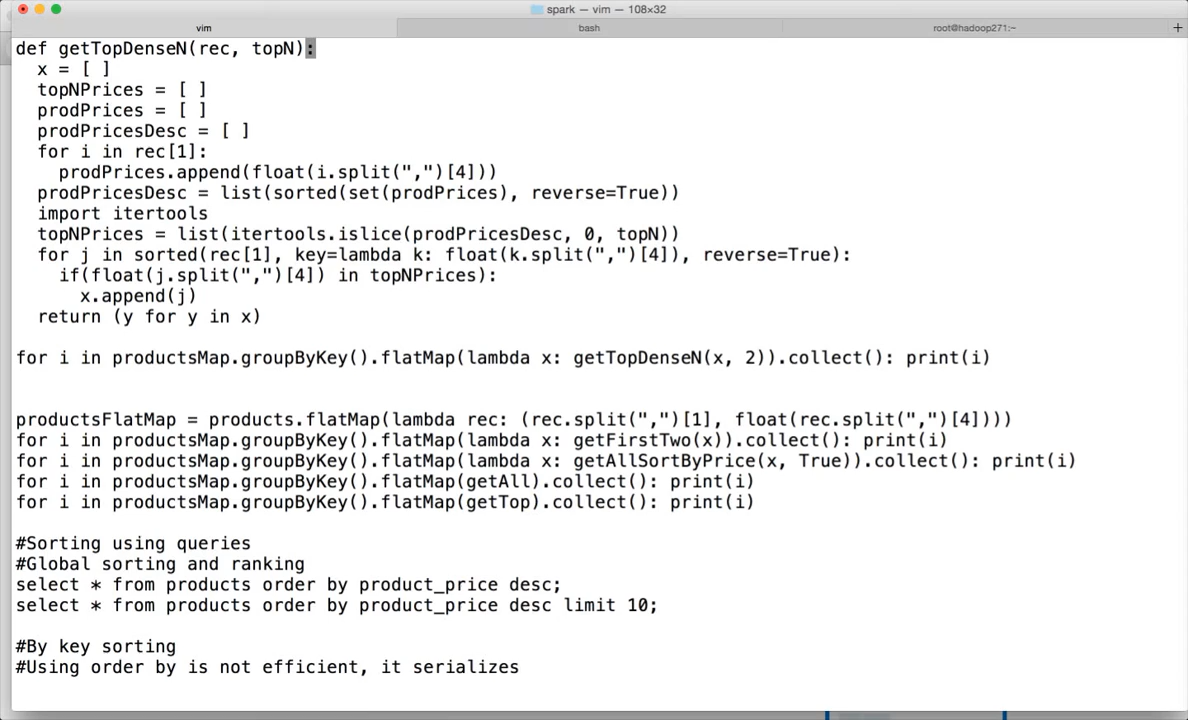 spark — vim — 108×32
vim
bash
root@hadoop271:~
+
def getTopDenseN(rec, topN):
  x = [ ]
  topNPrices = [ ]
  prodPrices = [ ]
  prodPricesDesc = [ ]
  for i in rec[1]:
    prodPrices.append(float(i.split(",")[4]))
  prodPricesDesc = list(sorted(set(prodPrices), reverse=True))
  import itertools
  topNPrices = list(itertools.islice(prodPricesDesc, 0, topN))
  for j in sorted(rec[1], key=lambda k: float(k.split(",")[4]), reverse=True):
    if(float(j.split(",")[4]) in topNPrices):
      x.append(j)
  return (y for y in x)
for i in productsMap.groupByKey().flatMap(lambda x: getTopDenseN(x, 2)).collect(): print(i)
productsFlatMap = products.flatMap(lambda rec: (rec.split(",")[1], float(rec.split(",")[4])))
for i in productsMap.groupByKey().flatMap(lambda x: getFirstTwo(x)).collect(): print(i)
for i in productsMap.groupByKey().flatMap(lambda x: getAllSortByPrice(x, True)).collect(): print(i)
for i in productsMap.groupByKey().flatMap(getAll).collect(): print(i)
for i in productsMap.groupByKey().flatMap(getTop).collect(): print(i)
#Sorting using queries
#Global sorting and ranking
select * from products order by product_price desc;
select * from products order by product_price desc limit 10;
#By key sorting
#Using order by is not efficient, it serializes